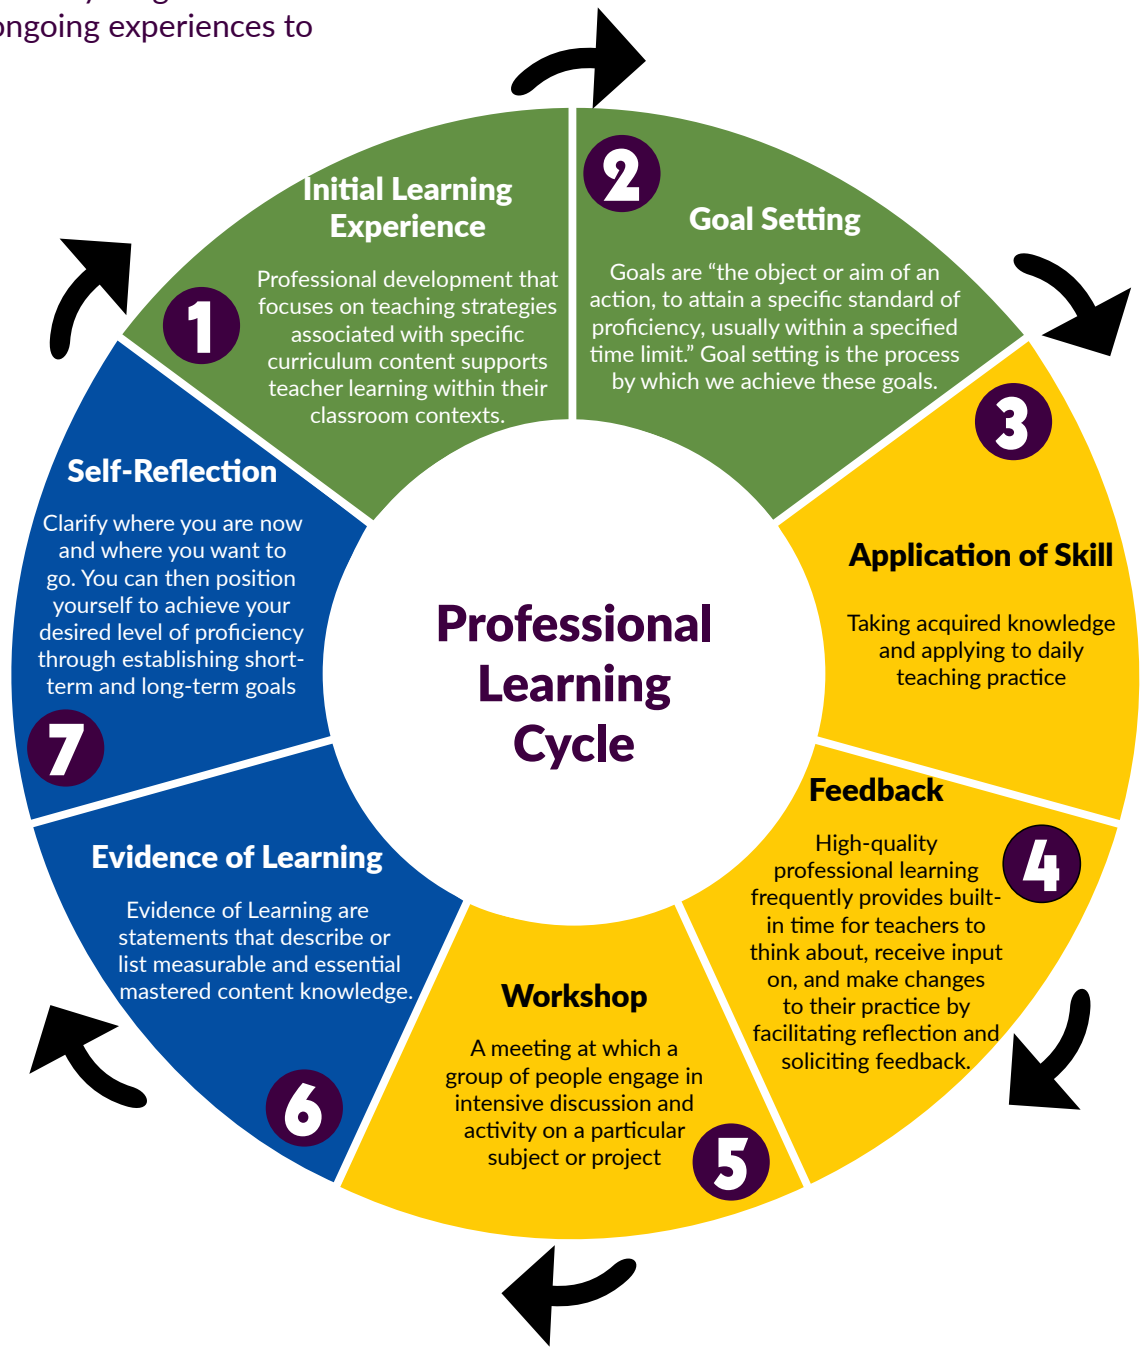 ongoing experiences to
1
Initial Learning
Experience
Professional development that
focuses on teaching strategies
associated with specific
curriculum content supports
teacher learning within their
classroom contexts.
2
Goal Setting
Goals are “the object or aim of an
action, to attain a specific standard of
proficiency, usually within a specified
time limit.” Goal setting is the process
by which we achieve these goals.
3
Application of Skill
Taking acquired knowledge
and applying to daily
teaching practice
Feedback
4
High-quality
professional learning
frequently provides built-
in time for teachers to
think about, receive input
on, and make changes
to their practice by
facilitating reflection and
soliciting feedback.
Workshop
A meeting at which a
group of people engage in
intensive discussion and
activity on a particular
subject or project
5
Evidence of Learning
Evidence of Learning are
statements that describe or
list measurable and essential
mastered content knowledge.
6
Self-Reflection
Clarify where you are now
and where you want to
go. You can then position
yourself to achieve your
desired level of proficiency
through establishing short-
term and long-term goals
7
Professional
Learning
Cycle